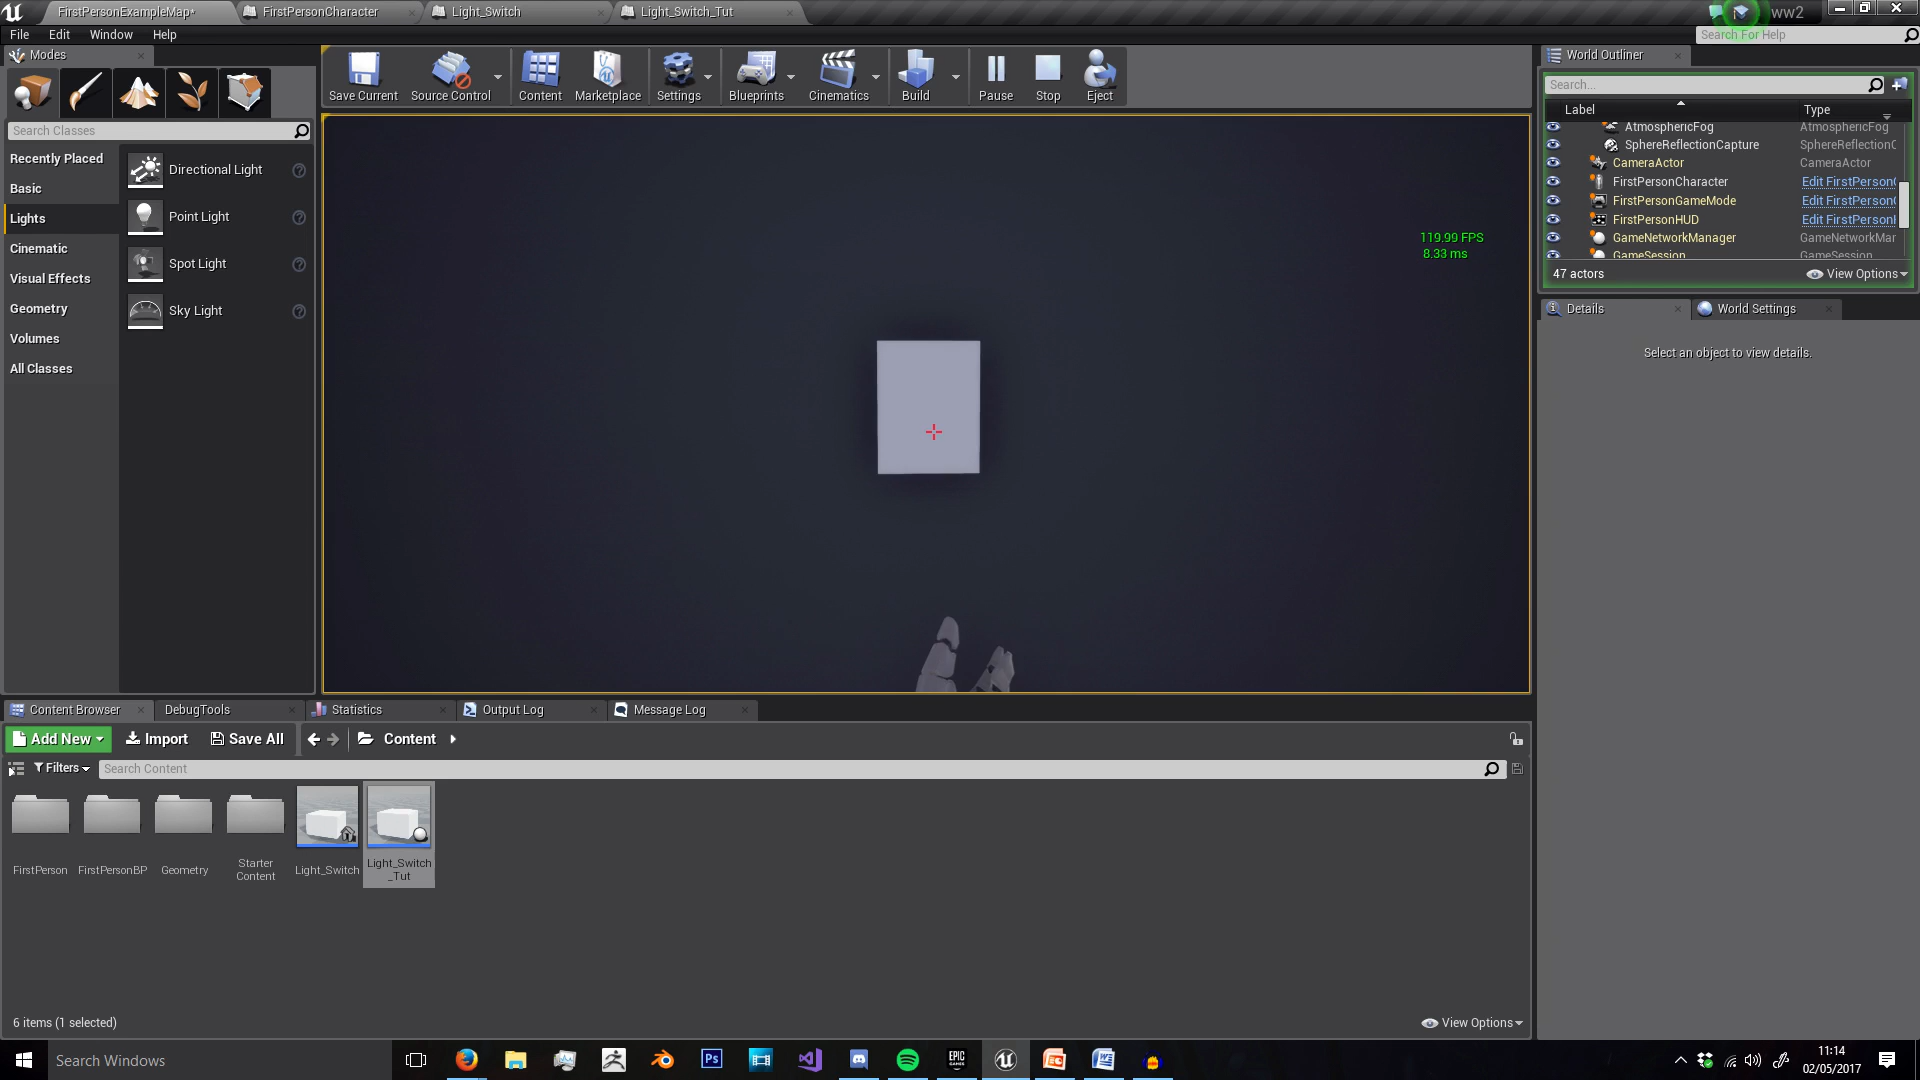 FirstPersonExampleMap*
FirstPersonCharacter
Light_Switch
Light_Switch_Tut
ww2
File
Edit
Window
Help
Search For Help
Modes
Search Classes
Recently Placed
Basic
Lights
Cinematic
Visual Effects
Geometry
Volumes
All Classes
Directional Light
Point Light
Spot Light
Sky Light
Save Current
Source Control
Content
Marketplace
Settings
Blueprints
Cinematics
Build
Pause
Stop
Eject
119.99 FPS
8.33 ms
World Outliner
Search...
Label
Type
AtmosphericFog
AtmosphericFog
SphereReflectionCapture
SphereReflectionC
CameraActor
CameraActor
FirstPersonCharacter
Edit FirstPerson
FirstPersonGameMode
Edit FirstPerson
FirstPersonHUD
Edit FirstPerson
GameNetworkManager
GameNetworkMar
GameSession
GameSession
47 actors
View Options
Details
World Settings
Select an object to view details.
Content Browser
DebugTools
Statistics
Output Log
Message Log
Add New
Import
Save All
Content
Filters
Search Content
FirstPerson
FirstPersonBP
Geometry
Starter
Content
Light_Switch
Light_Switch
_Tut
6 items (1 selected)
View Options
Search Windows
Ps
EPIC
GAMES
11:14
02/05/2017